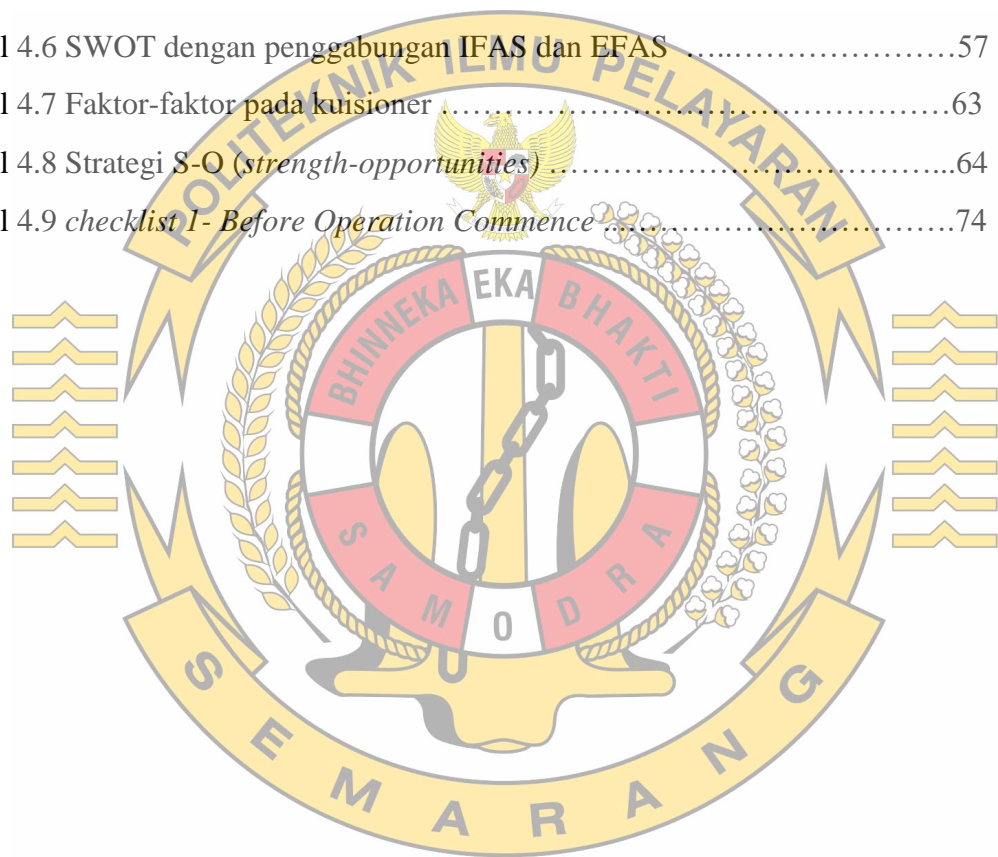 l 4.6 SWOT dengan penggabungan IFAS dan EFAS …..……………………57
l 4.7 Faktor-faktor pada kuisioner ……………………………………………63
l 4.8 Strategi S-O (strength-opportunities) …………………………………...64
l 4.9 checklist 1- Before Operation Commence ……………………………..74
POLITEKNIK ILMU PELAYARAN
BHINNEKA EKA BHAKTI
SAMODRA
SEMARANG